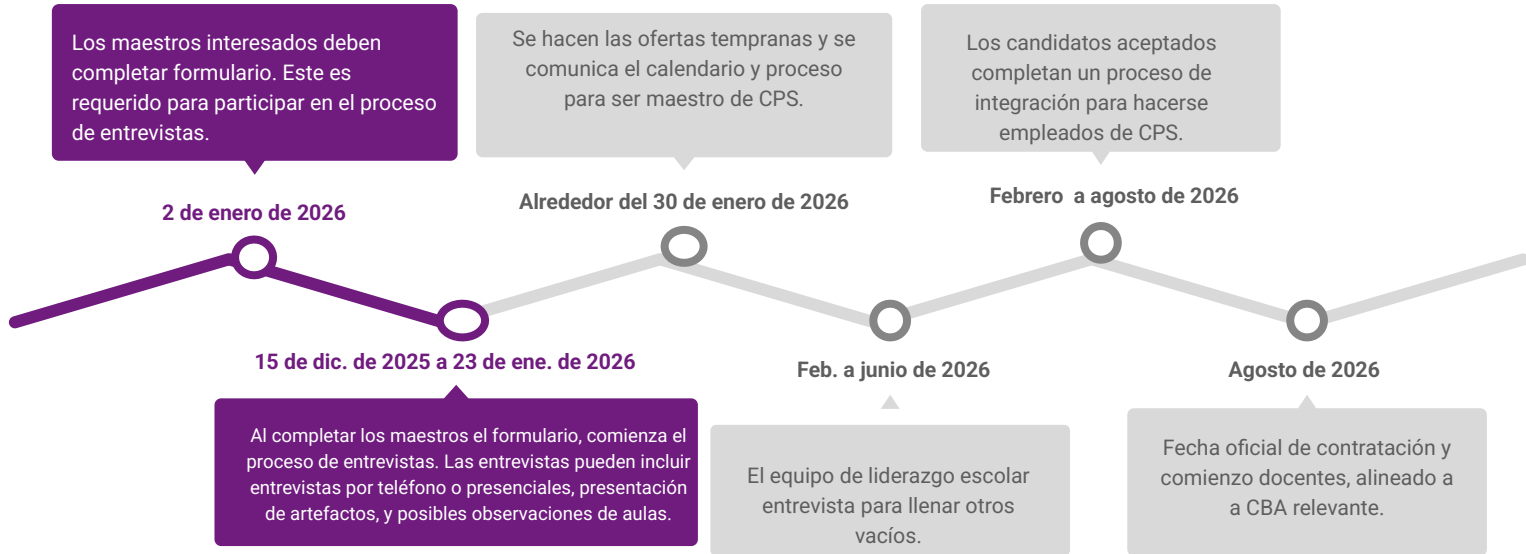 Los maestros interesados deben
completar formulario. Este es
requerido para participar en el proceso
de entrevistas.
2 de enero de 2026
15 de dic. de 2025 a 23 de ene. de 2026
Al completar los maestros el formulario, comienza el
proceso de entrevistas. Las entrevistas pueden incluir
entrevistas por teléfono o presenciales, presentación
de artefactos, y posibles observaciones de aulas.
Se hacen las ofertas tempranas y se
comunica el calendario y proceso
para ser maestro de CPS.
Alrededor del 30 de enero de 2026
Feb. a junio de 2026
El equipo de liderazgo escolar
entrevista para llenar otros
vacíos.
Los candidatos aceptados
completan un proceso de
integración para hacerse
empleados de CPS.
Febrero a agosto de 2026
Agosto de 2026
Fecha oficial de contratación y
comienzo docentes, alineado a
a CBA relevante.